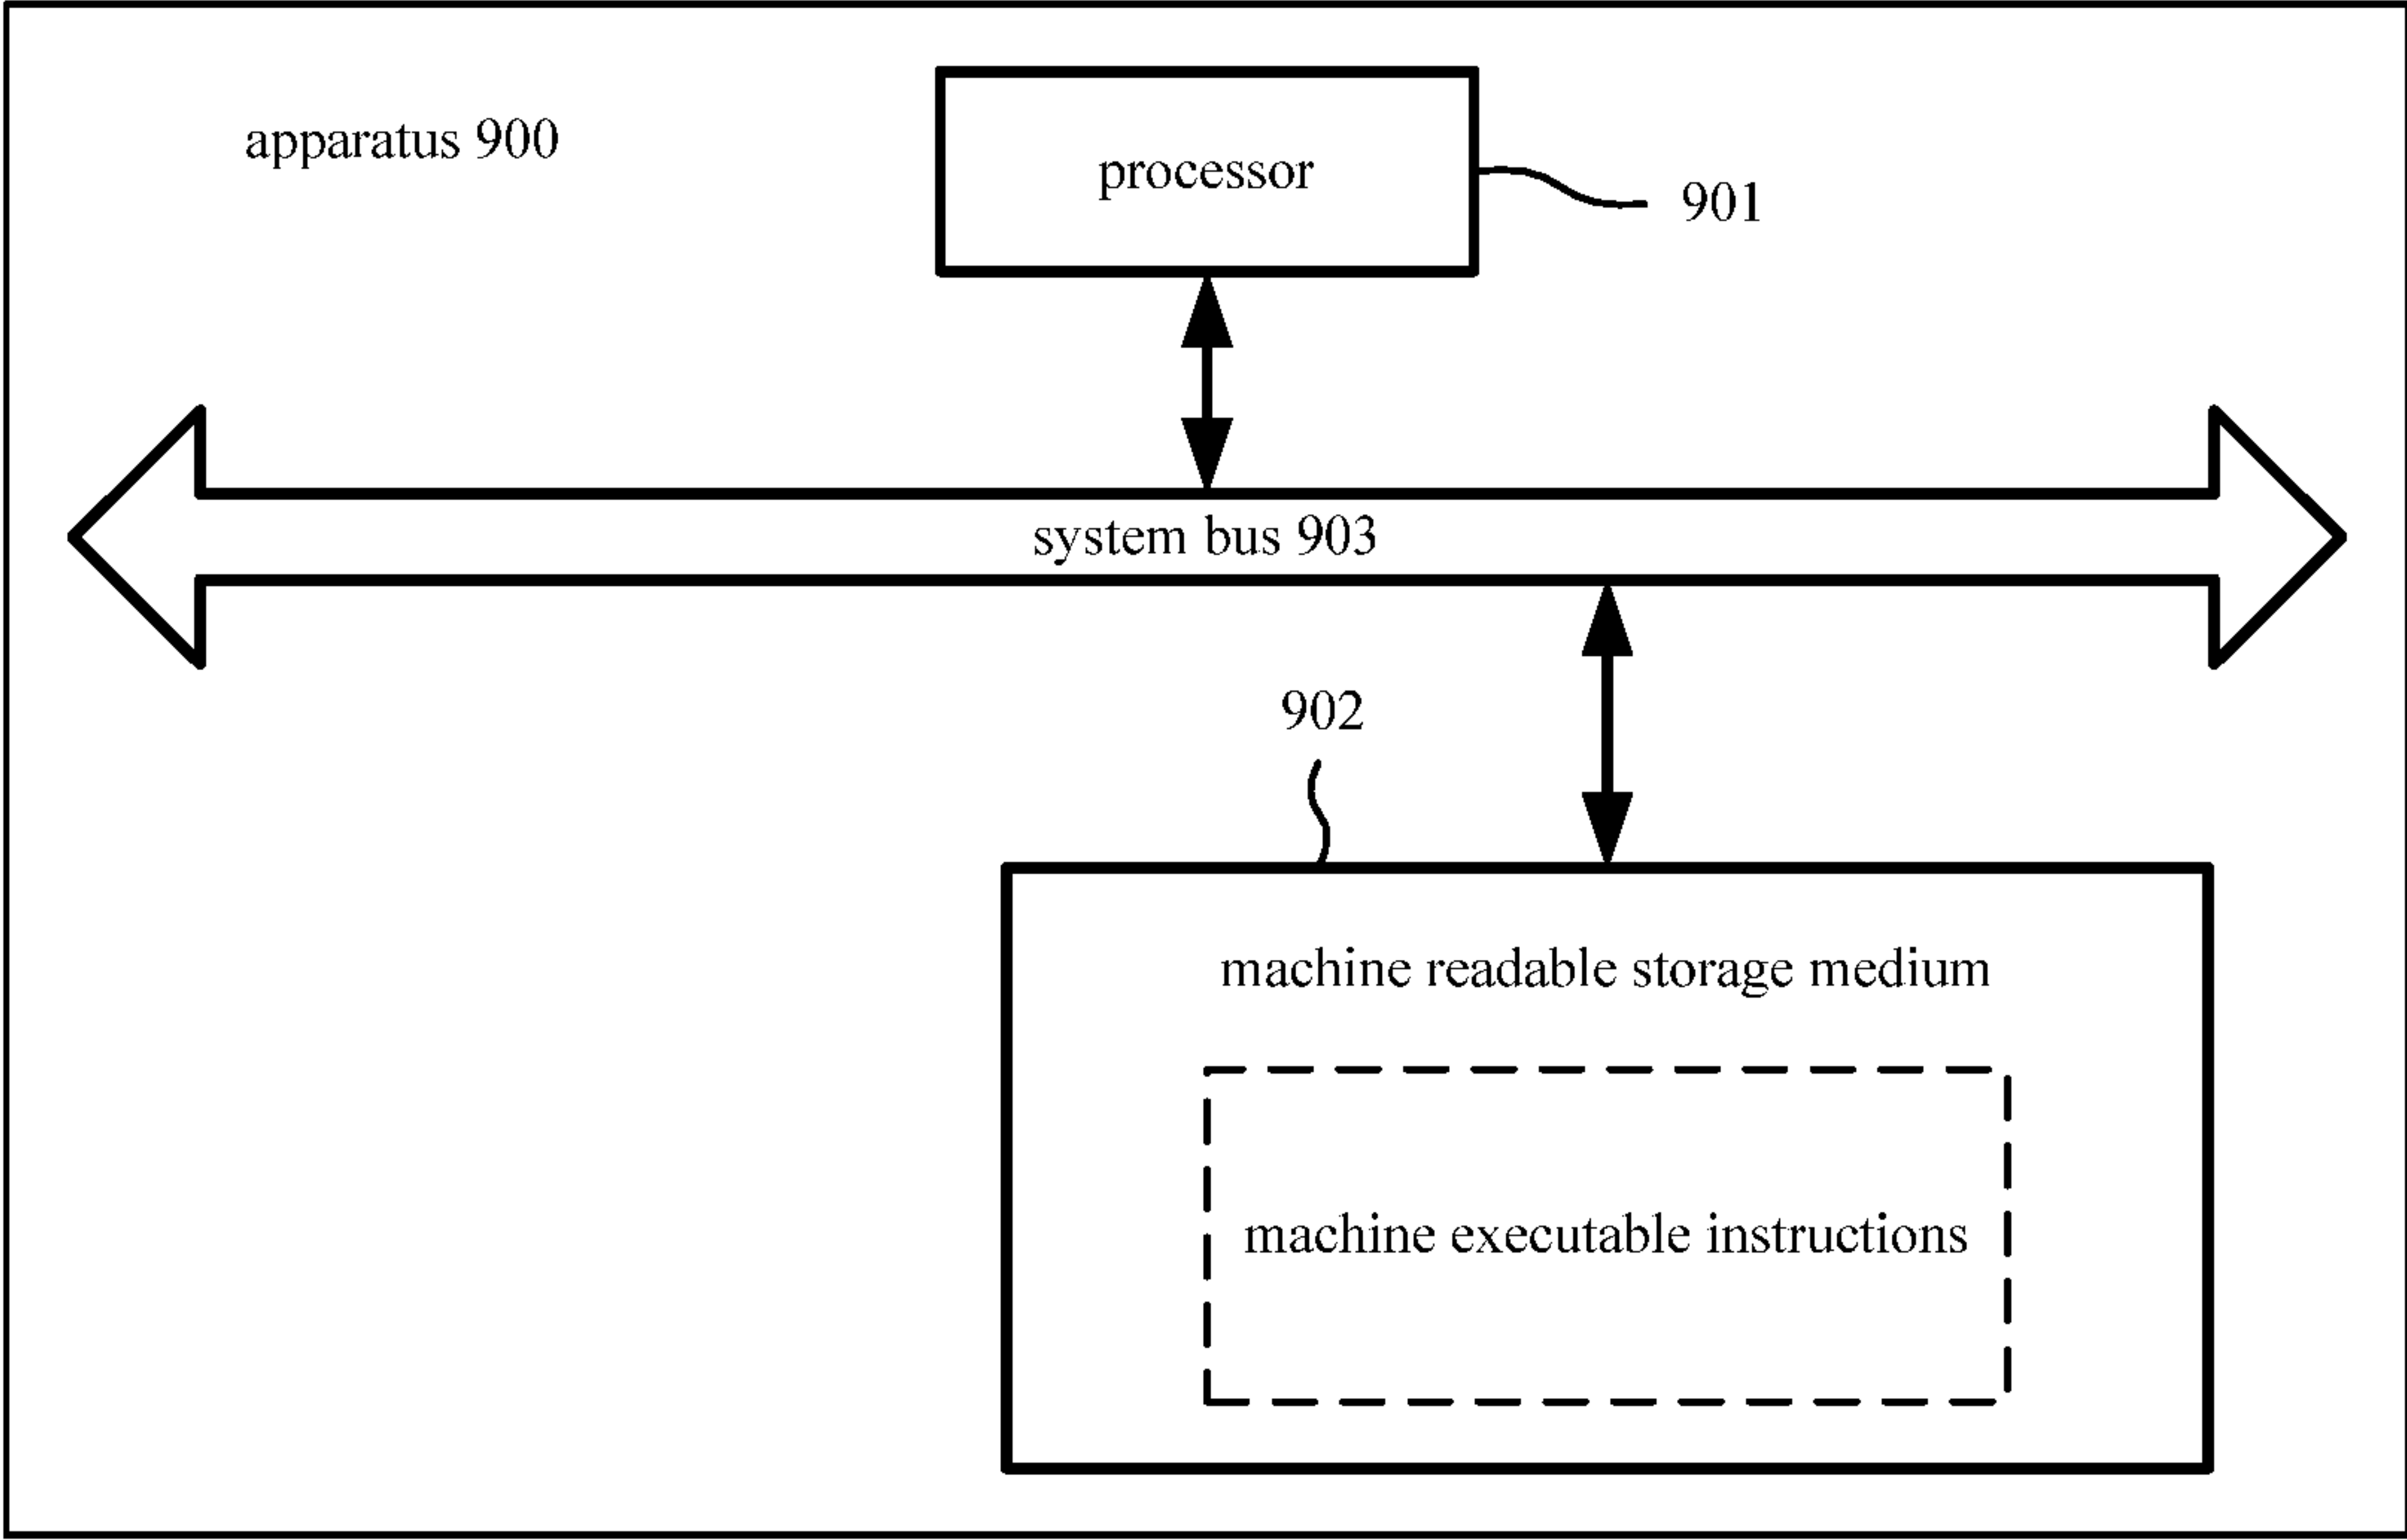 apparatus 900
processor
901
system bus 903
902
machine readable storage medium
machine executable instructions